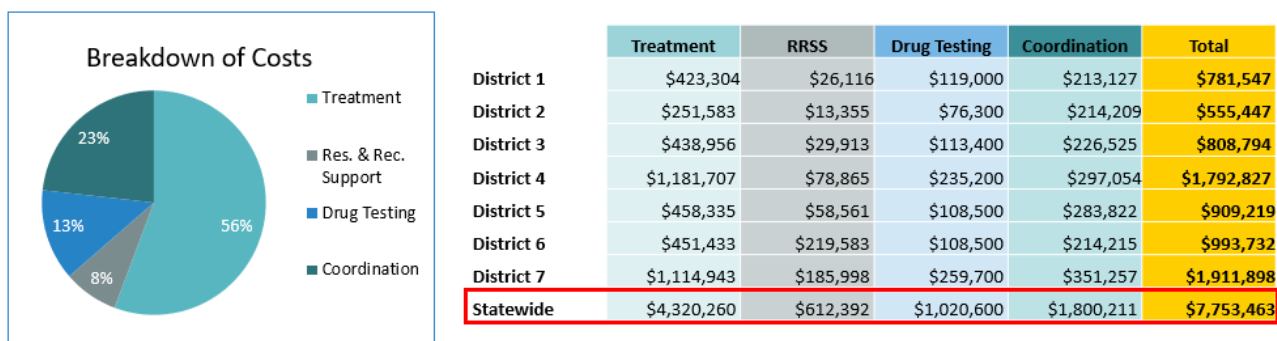 Breakdown of Costs
Treatment
Res. & Rec.
Support
Drug Testing
Coordination
23%
13%
8%
56%
Treatment RRSS Drug Testing Coordination Total
District 1 $423,304 $26,116 $119,000 $213,127 $781,547
District 2 $251,583 $13,355 $76,300 $214,209 $555,447
District 3 $438,956 $29,913 $113,400 $226,525 $808,794
District 4 $1,181,707 $78,865 $235,200 $297,054 $1,792,827
District 5 $458,335 $58,561 $108,500 $283,822 $909,219
District 6 $451,433 $219,583 $108,500 $214,215 $993,732
District 7 $1,114,943 $185,998 $259,700 $351,257 $1,911,898
Statewide $4,320,260 $612,392 $1,020,600 $1,800,211 $7,753,463